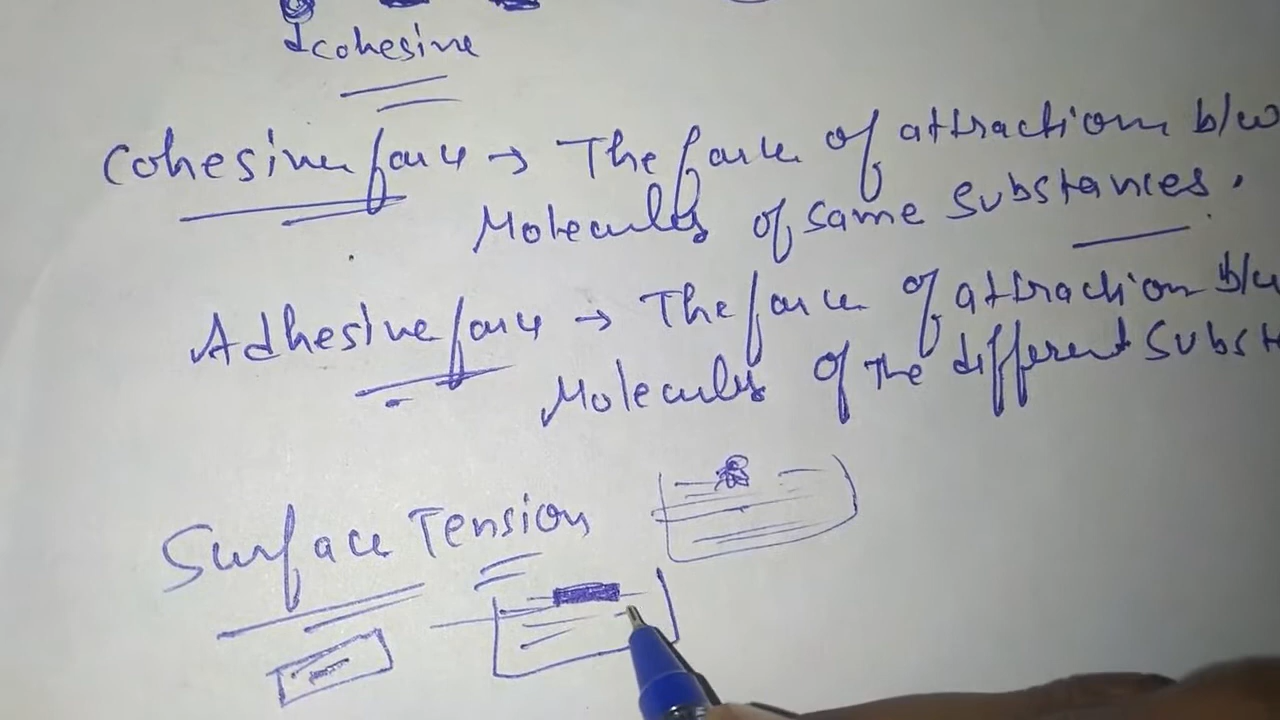 cohesive
Cohesive force → The force of attraction b/w
Molecules of same substances.
Adhesive force → The force of attraction b/w
Molecules of the different Subst
Surface Tension